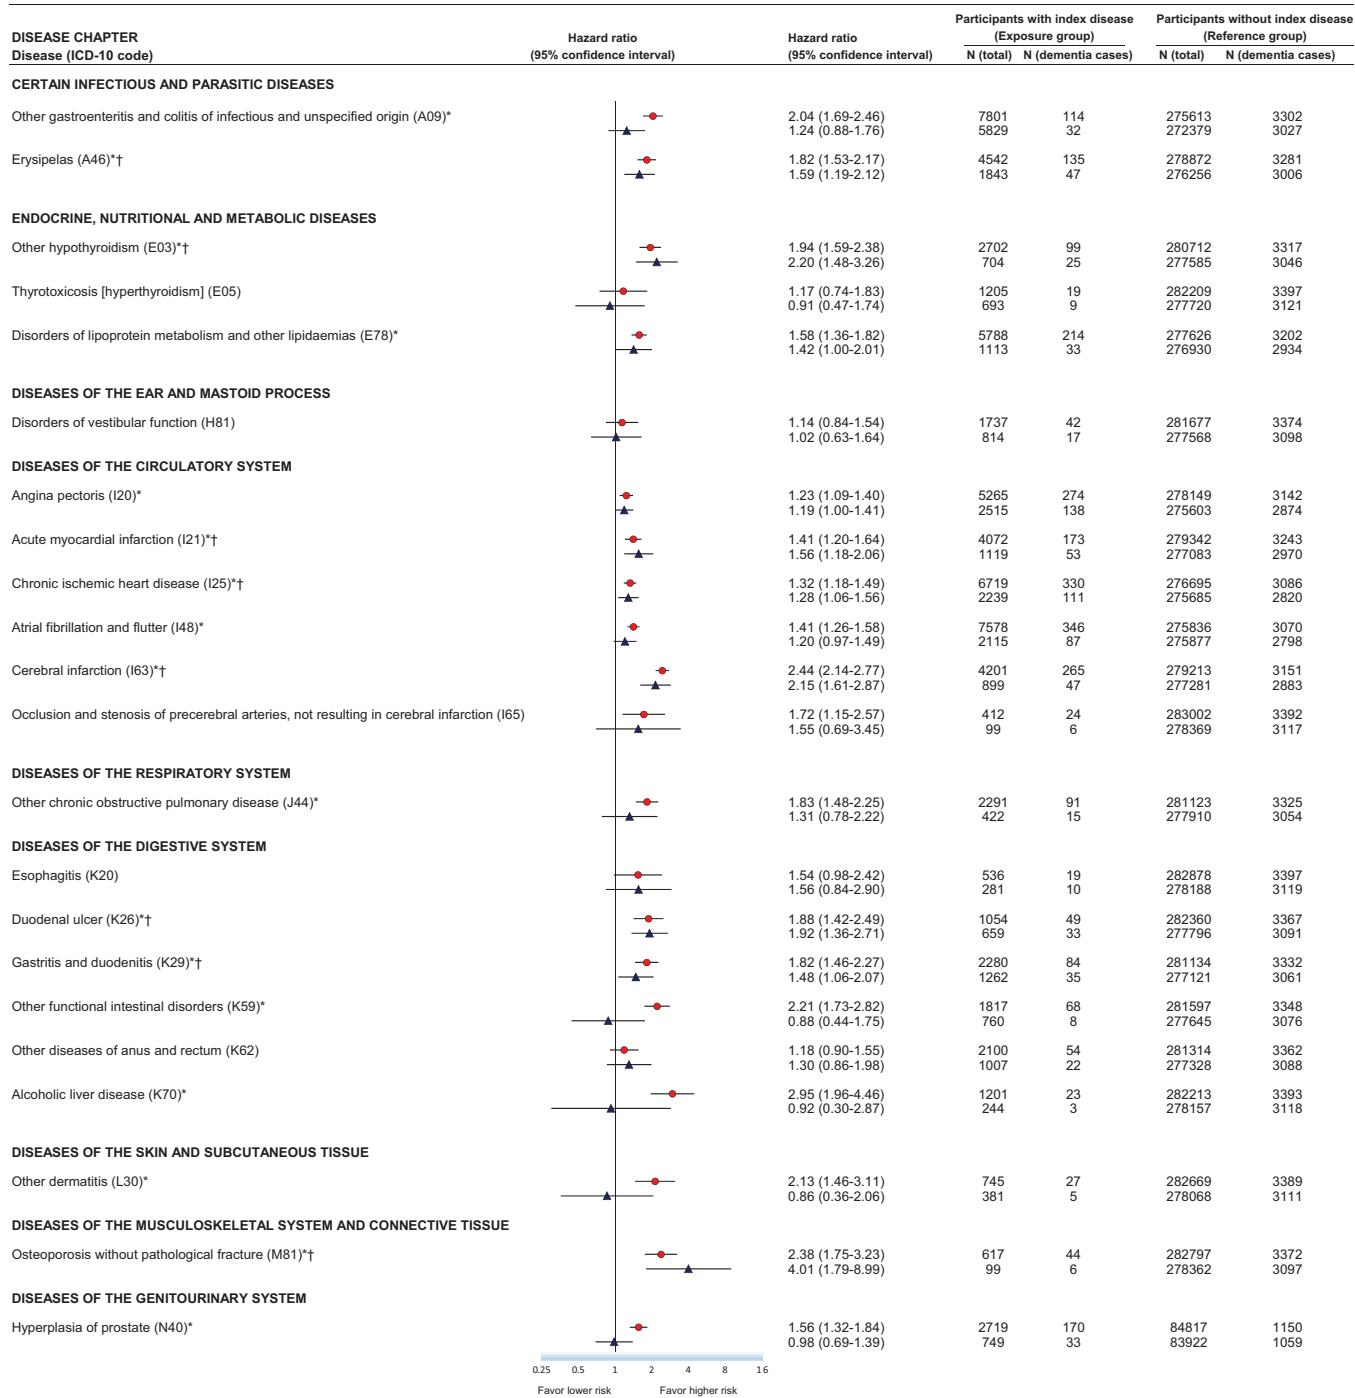 Participants with index disease Participants without index disease
DISEASE CHAPTER Hazard ratio Hazard ratio (Exposure group) (Reference group)
Disease (ICD-10 code) (95% confidence interval) (95% confidence interval) N (total) N (dementia cases) N (total) N (dementia cases)
CERTAIN INFECTIOUS AND PARASITIC DISEASES
Other gastroenteritis and colitis of infectious and unspecified origin (A09)* 2.04 (1.69-2.46) 7801 114 275613 3302
1.24 (0.88-1.76) 5829 32 272379 3027
Erysipelas (A46)*† 1.82 (1.53-2.17) 4542 135 278872 3281
1.59 (1.19-2.12) 1843 47 276256 3006
ENDOCRINE, NUTRITIONAL AND METABOLIC DISEASES
Other hypothyroidism (E03)*† 1.94 (1.59-2.38) 2702 99 280712 3317
2.20 (1.48-3.26) 704 25 277585 3046
Thyrotoxicosis [hyperthyroidism] (E05) 1.17 (0.74-1.83) 1205 19 282209 3397
0.91 (0.47-1.74) 693 9 277720 3121
Disorders of lipoprotein metabolism and other lipidaemias (E78)* 1.58 (1.36-1.82) 5788 214 277626 3202
1.42 (1.00-2.01) 1113 33 276930 2934
DISEASES OF THE EAR AND MASTOID PROCESS
Disorders of vestibular function (H81) 1.14 (0.84-1.54) 1737 42 281677 3374
1.02 (0.63-1.64) 814 17 277568 3098
DISEASES OF THE CIRCULATORY SYSTEM
Angina pectoris (I20)* 1.23 (1.09-1.40) 5265 274 278149 3142
1.19 (1.00-1.41) 2515 138 275603 2874
Acute myocardial infarction (I21)*† 1.41 (1.20-1.64) 4072 173 279342 3243
1.56 (1.18-2.06) 1119 53 277083 2970
Chronic ischemic heart disease (I25)*† 1.32 (1.18-1.49) 6719 330 276695 3086
1.28 (1.06-1.56) 2239 111 275685 2820
Atrial fibrillation and flutter (I48)* 1.41 (1.26-1.58) 7578 346 275836 3070
1.20 (0.97-1.49) 2115 87 275877 2798
Cerebral infarction (I63)*† 2.44 (2.14-2.77) 4201 265 279213 3151
2.15 (1.61-2.87) 899 47 277281 2883
Occlusion and stenosis of precerebral arteries, not resulting in cerebral infarction (I65) 1.72 (1.15-2.57) 412 24 283002 3392
1.55 (0.69-3.45) 99 6 278369 3117
DISEASES OF THE RESPIRATORY SYSTEM
Other chronic obstructive pulmonary disease (J44)* 1.83 (1.48-2.25) 2291 91 281123 3325
1.31 (0.78-2.22) 422 15 277910 3054
DISEASES OF THE DIGESTIVE SYSTEM
Esophagitis (K20) 1.54 (0.98-2.42) 536 19 282878 3397
1.56 (0.84-2.90) 281 10 278188 3119
Duodenal ulcer (K26)*† 1.88 (1.42-2.49) 1054 49 282360 3367
1.92 (1.36-2.71) 659 33 277796 3091
Gastritis and duodenitis (K29)*† 1.82 (1.46-2.27) 2280 84 281134 3332
1.48 (1.06-2.07) 1262 35 277121 3061
Other functional intestinal disorders (K59)* 2.21 (1.73-2.82) 1817 68 281597 3348
0.88 (0.44-1.75) 760 8 277645 3076
Other diseases of anus and rectum (K62) 1.18 (0.90-1.55) 2100 54 281314 3362
1.30 (0.86-1.98) 1007 22 277328 3088
Alcoholic liver disease (K70)* 2.95 (1.96-4.46) 1201 23 282213 3393
0.92 (0.30-2.87) 244 3 278157 3118
DISEASES OF THE SKIN AND SUBCUTANEOUS TISSUE
Other dermatitis (L30)* 2.13 (1.46-3.11) 745 27 282669 3389
0.86 (0.36-2.06) 381 5 278068 3111
DISEASES OF THE MUSCULOSKELETAL SYSTEM AND CONNECTIVE TISSUE
Osteoporosis without pathological fracture (M81)*† 2.38 (1.75-3.23) 617 44 282797 3372
4.01 (1.79-8.99) 99 6 278362 3097
DISEASES OF THE GENITOURINARY SYSTEM
Hyperplasia of prostate (N40)* 1.56 (1.32-1.84) 2719 170 84817 1150
0.98 (0.69-1.39) 749 33 83922 1059
0.25 0.5 1 2 4 8 16
Favor lower risk Favor higher risk